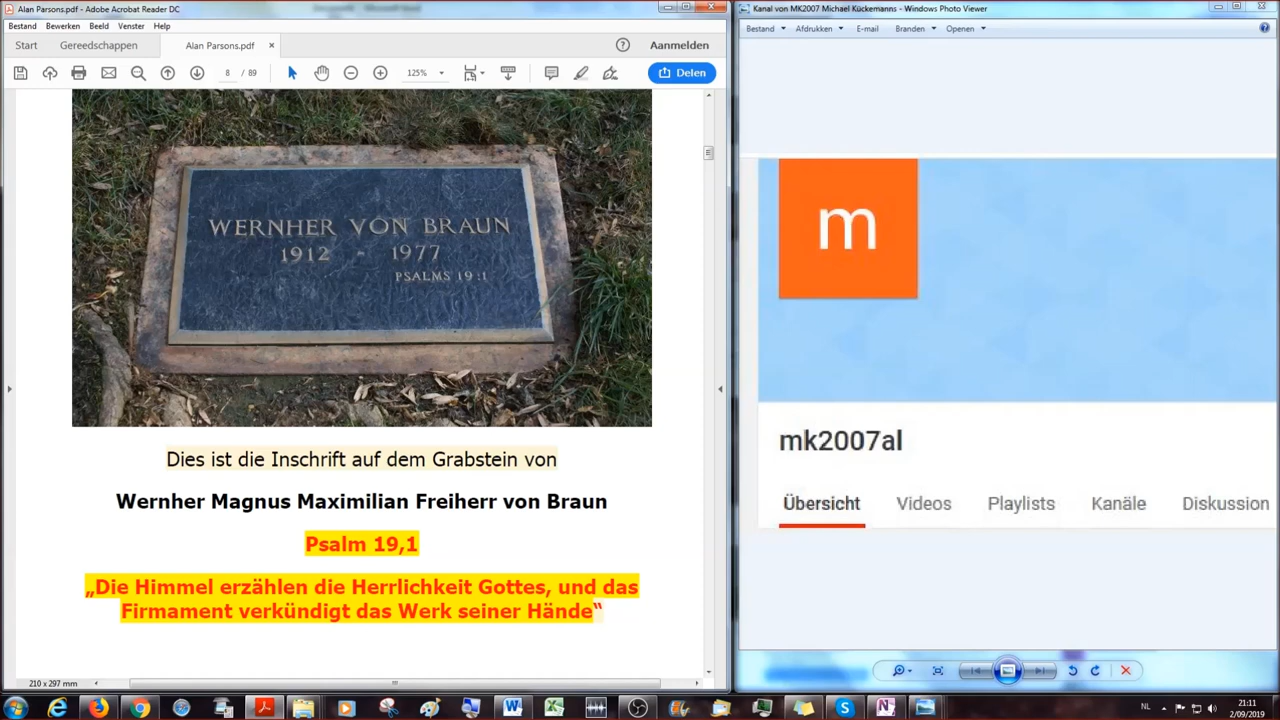 Alan Parsons.pdf - Adobe Acrobat Reader DC
Bestand Bewerken Beeld Venster Help
Start Gereedschappen Alan Parsons.pdf × Aanmelden
8 / 89 125% Delen
WERNHER VON BRAUN
1912 - 1977
PSALMS 19:1
Dies ist die Inschrift auf dem Grabstein von
Wernher Magnus Maximilian Freiherr von Braun
Psalm 19,1
„Die Himmel erzählen die Herrlichkeit Gottes, und das
Firmament verkündigt das Werk seiner Hände“
210 x 297 mm
Kanal von MK2007 Michael Kückemanns - Windows Photo Viewer
Bestand Afdrukken E-mail Branden Openen
m
mk2007al
Übersicht Videos Playlists Kanäle Diskussion
NL 21:11
2/09/2019